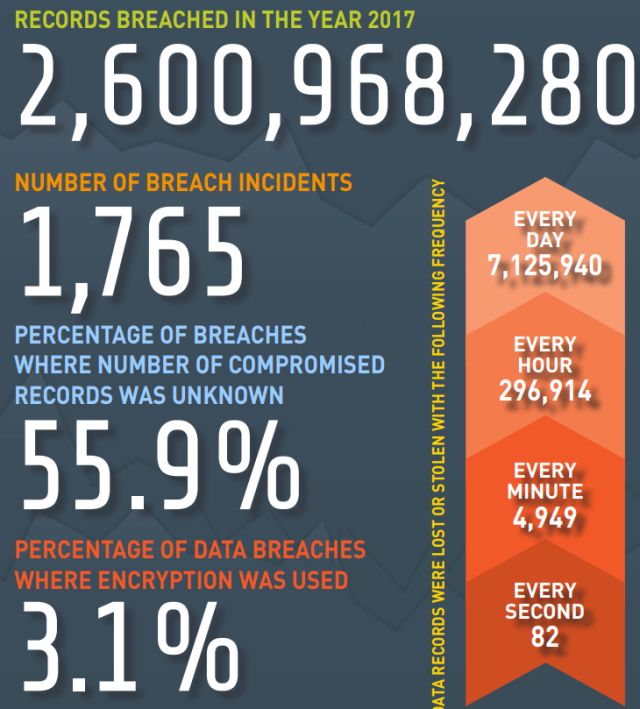 RECORDS BREACHED IN THE YEAR 2017
2,600,968,280
NUMBER OF BREACH INCIDENTS
1,765
PERCENTAGE OF BREACHES
WHERE NUMBER OF COMPROMISED
RECORDS WAS UNKNOWN
55.9%
PERCENTAGE OF DATA BREACHES
WHERE ENCRYPTION WAS USED
3.1%
DATA RECORDS WERE LOST OR STOLEN WITH THE FOLLOWING FREQUENCY
EVERY
DAY
7,125,940
EVERY
HOUR
296,914
EVERY
MINUTE
4,949
EVERY
SECOND
82